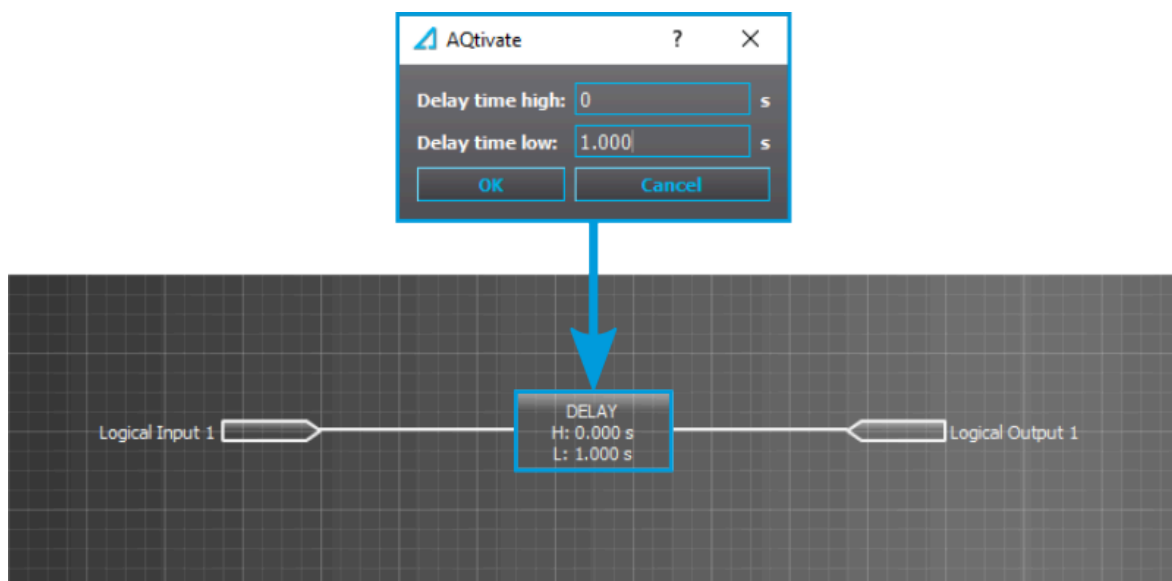 AQtivate ?
Delay time high: 0 s
Delay time low: 1.000 s
OK Cancel
DELAY
H: 0.000 s
L: 1.000 s
Logical Input 1
Logical Output 1